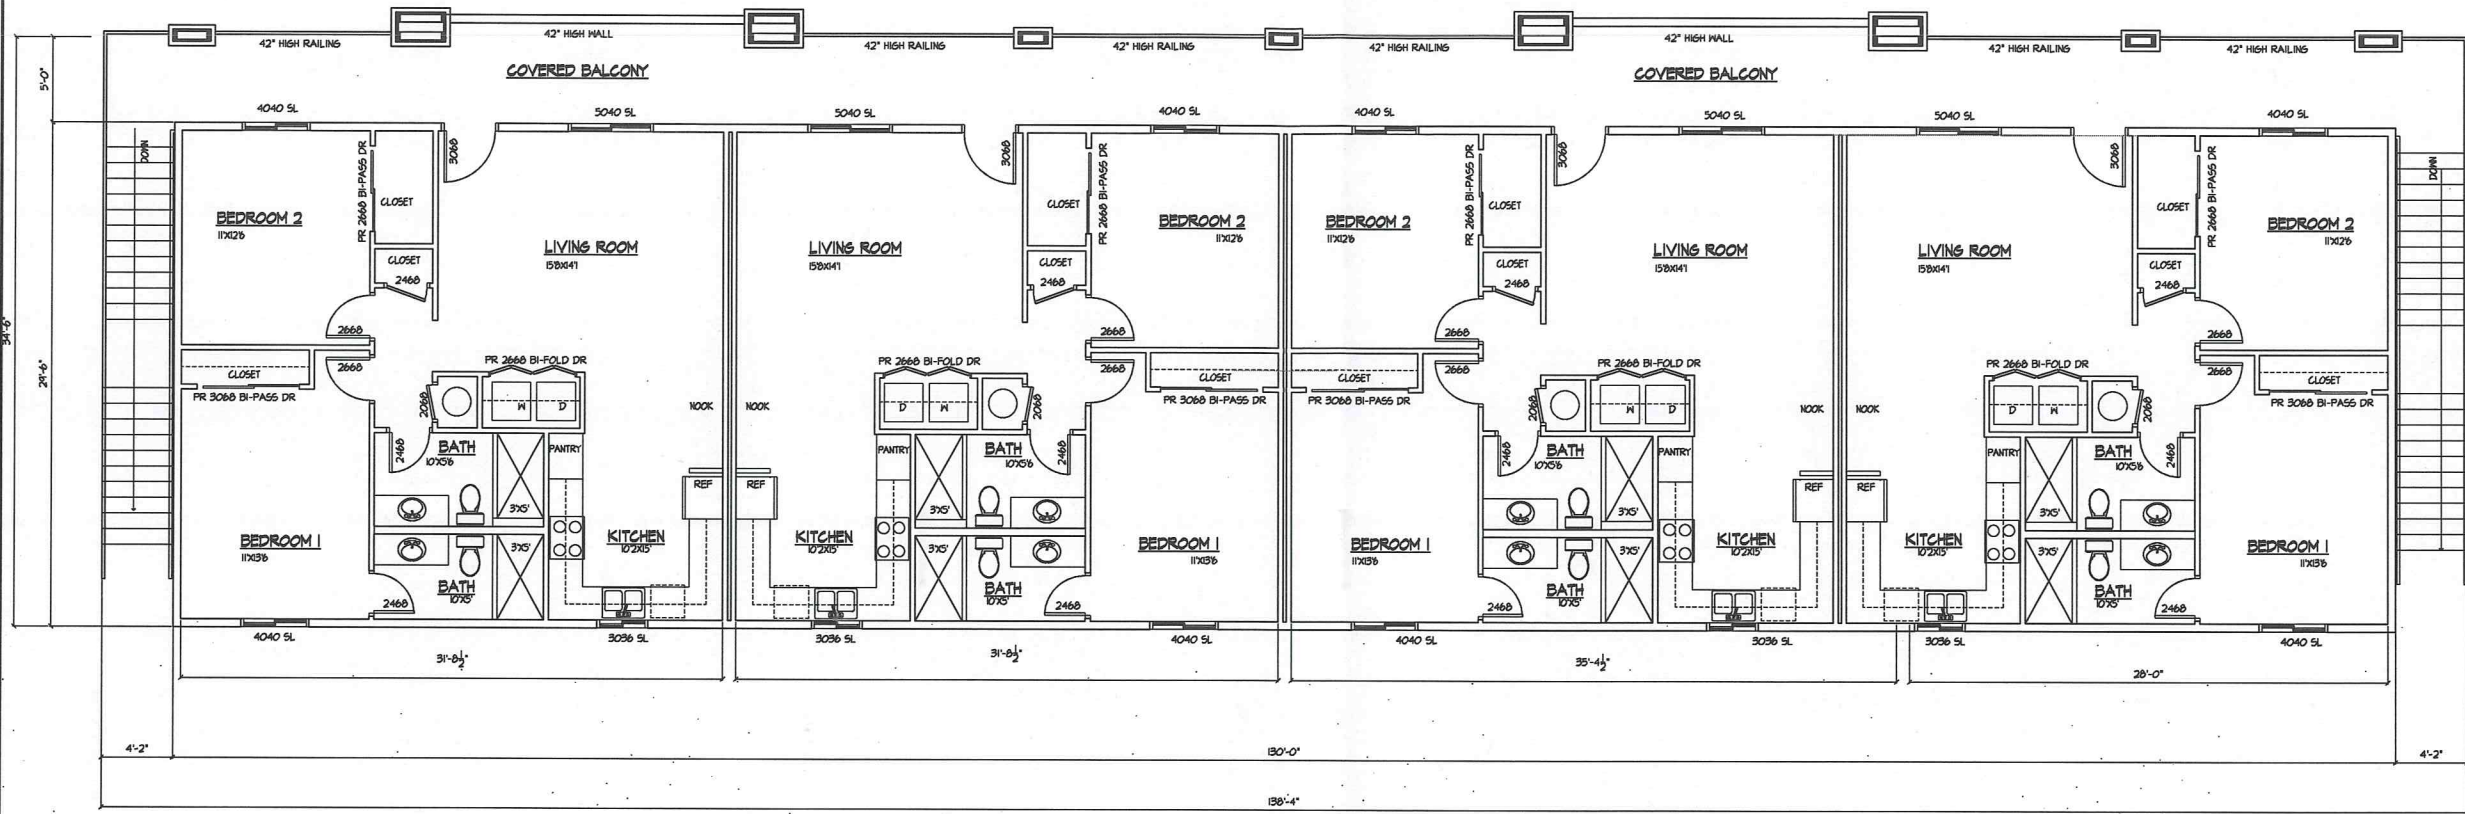 42" HIGH RAILING
42" HIGH WALL
42" HIGH RAILING
42" HIGH RAILING
42" HIGH RAILING
42" HIGH WALL
42" HIGH RAILING
42" HIGH RAILING
COVERED BALCONY
COVERED BALCONY
5'-0"
34'-6"
29'-6"
4040 SL
5040 SL
5040 SL
4040 SL
4040 SL
5040 SL
5040 SL
4040 SL
DOWN
PR 2668 BI-PASS DR
3068
3068
PR 2668 BI-PASS DR
PR 2668 BI-PASS DR
3068
3068
PR 2668 BI-PASS DR
DOWN
CLOSET
CLOSET
CLOSET
CLOSET
BEDROOM 2
11'X12'6
LIVING ROOM
15'8X14'1
LIVING ROOM
15'8X14'1
BEDROOM 2
11'X12'6
BEDROOM 2
11'X12'6
LIVING ROOM
15'8X14'1
LIVING ROOM
15'8X14'1
BEDROOM 2
11'X12'6
CLOSET
2468
CLOSET
2468
CLOSET
2468
CLOSET
2468
2668
2668
2668
2668
2668
2668
2668
2668
PR 2668 BI-FOLD DR
PR 2668 BI-FOLD DR
PR 2668 BI-FOLD DR
PR 2668 BI-FOLD DR
CLOSET
PR 3068 BI-PASS DR
CLOSET
PR 3068 BI-PASS DR
CLOSET
PR 3068 BI-PASS DR
CLOSET
PR 3068 BI-PASS DR
2068
W
D
NOOK
NOOK
D
W
2068
2068
W
D
NOOK
NOOK
D
W
2068
2468
BATH
10'X5'6
PANTRY
PANTRY
BATH
10'X5'6
2468
2468
BATH
10'X5'6
PANTRY
PANTRY
BATH
10'X5'6
2468
REF
REF
REF
REF
3'X5'
3'X5'
3'X5'
3'X5'
BEDROOM 1
11'X13'6
3'X5'
KITCHEN
10'2X15'
KITCHEN
10'2X15'
3'X5'
BEDROOM 1
11'X13'6
BEDROOM 1
11'X13'6
3'X5'
KITCHEN
10'2X15'
KITCHEN
10'2X15'
3'X5'
BEDROOM 1
11'X13'6
2468
BATH
10'X5'
BATH
10'X5'
2468
2468
BATH
10'X5'
BATH
10'X5'
2468
4040 SL
3036 SL
3036 SL
4040 SL
4040 SL
3036 SL
3036 SL
4040 SL
31'-8½"
31'-8½"
35'-4½"
28'-0"
4'-2"
130'-0"
4'-2"
138'-4"